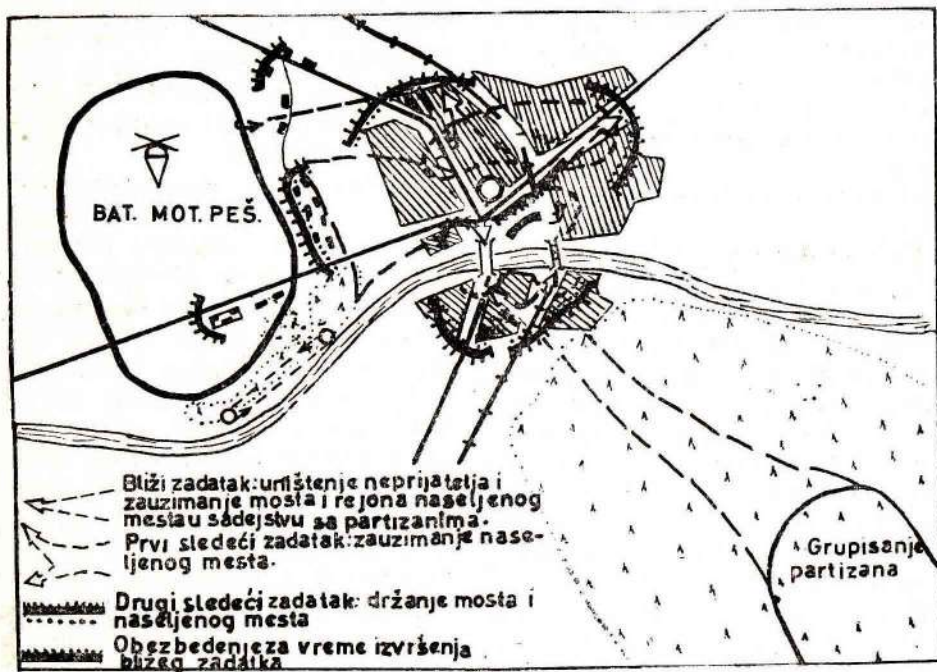 BAT. MOT. PEŠ.
Bliži zadatak: uništenje neprijatelja i
zauzimanje mosta i rejona naseljenog
mesta u sadejstvu sa partizanima.
Prvi sledeći zadatak: zauzimanje nase-
ljenog mesta.
Drugi sledeći zadatak: držanje mosta i
naseljenog mesta
Obezbeđenje za vreme izvršenja
bližeg zadatka
Grupisanje
partizana